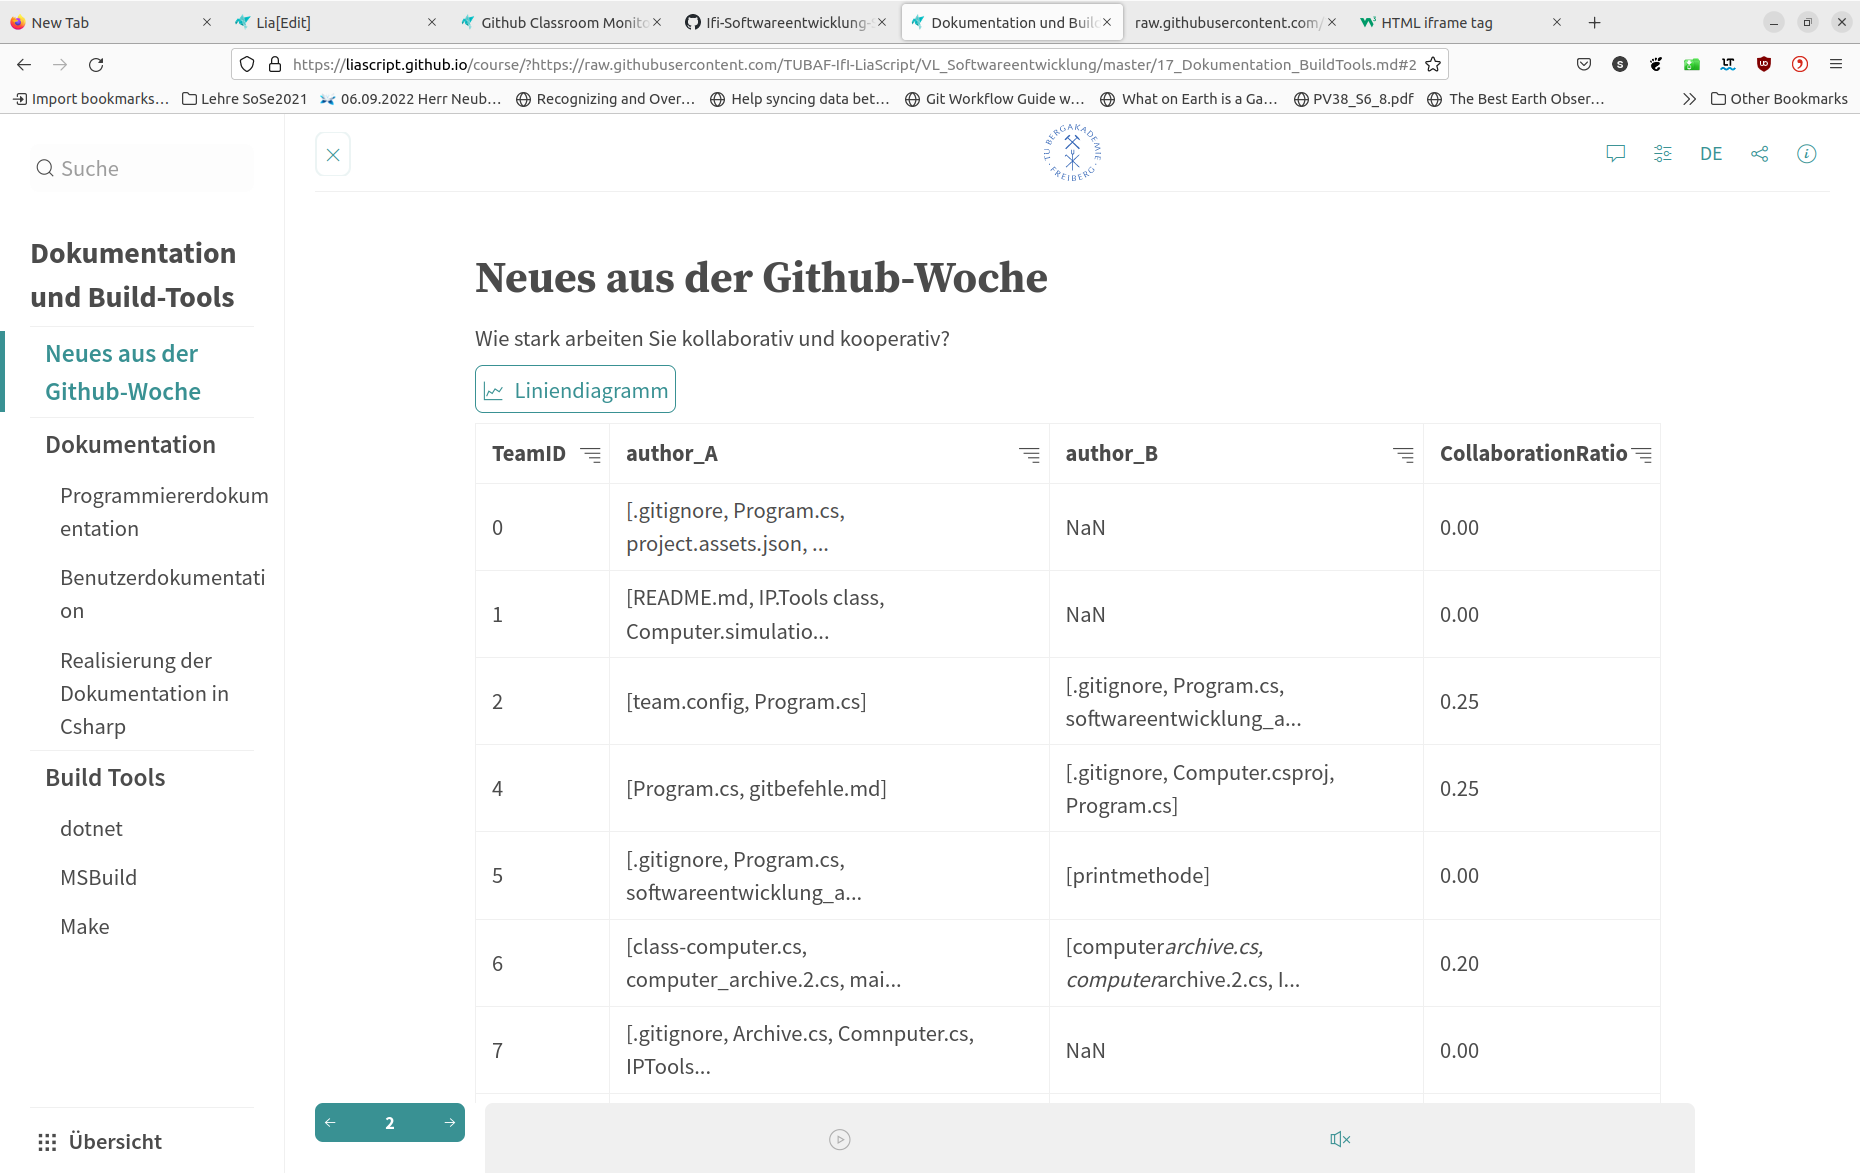 New Tab
Lia[Edit]
Github Classroom Monito
Ifi-Softwareentwicklung-
Dokumentation und Buil
raw.githubusercontent.com/
HTML iframe tag
https://liascript.github.io/course/?https://raw.githubusercontent.com/TUBAF-IfI-LiaScript/VL_Softwareentwicklung/master/17_Dokumentation_BuildTools.md#2
Import bookmarks…
Lehre SoSe2021
06.09.2022 Herr Neub…
Recognizing and Over…
Help syncing data bet…
Git Workflow Guide w…
What on Earth is a Ga…
PV38_S6_8.pdf
The Best Earth Obser…
Other Bookmarks
Suche
TU BERGAKADEMIE
FREIBERG
DE
Dokumentation
und Build-Tools
Neues aus der
Github-Woche
Dokumentation
Programmiererdokum
entation
Benutzerdokumentati
on
Realisierung der
Dokumentation in
Csharp
Build Tools
dotnet
MSBuild
Make
Übersicht
Neues aus der Github-Woche
Wie stark arbeiten Sie kollaborativ und kooperativ?
Liniendiagramm
TeamID author_A author_B CollaborationRatio
0 [.gitignore, Program.cs, NaN 0.00
project.assets.json, ...
1 [README.md, IP.Tools class, NaN 0.00
Computer.simulatio...
2 [team.config, Program.cs] [.gitignore, Program.cs, 0.25
softwareentwicklung_a...
4 [Program.cs, gitbefehle.md] [.gitignore, Computer.csproj, 0.25
Program.cs]
5 [.gitignore, Program.cs, [printmethode] 0.00
softwareentwicklung_a...
6 [class-computer.cs, [computerarchive.cs, 0.20
computer_archive.2.cs, mai... computerarchive.2.cs, I...
7 [.gitignore, Archive.cs, Comnputer.cs, NaN 0.00
IPTools...
2